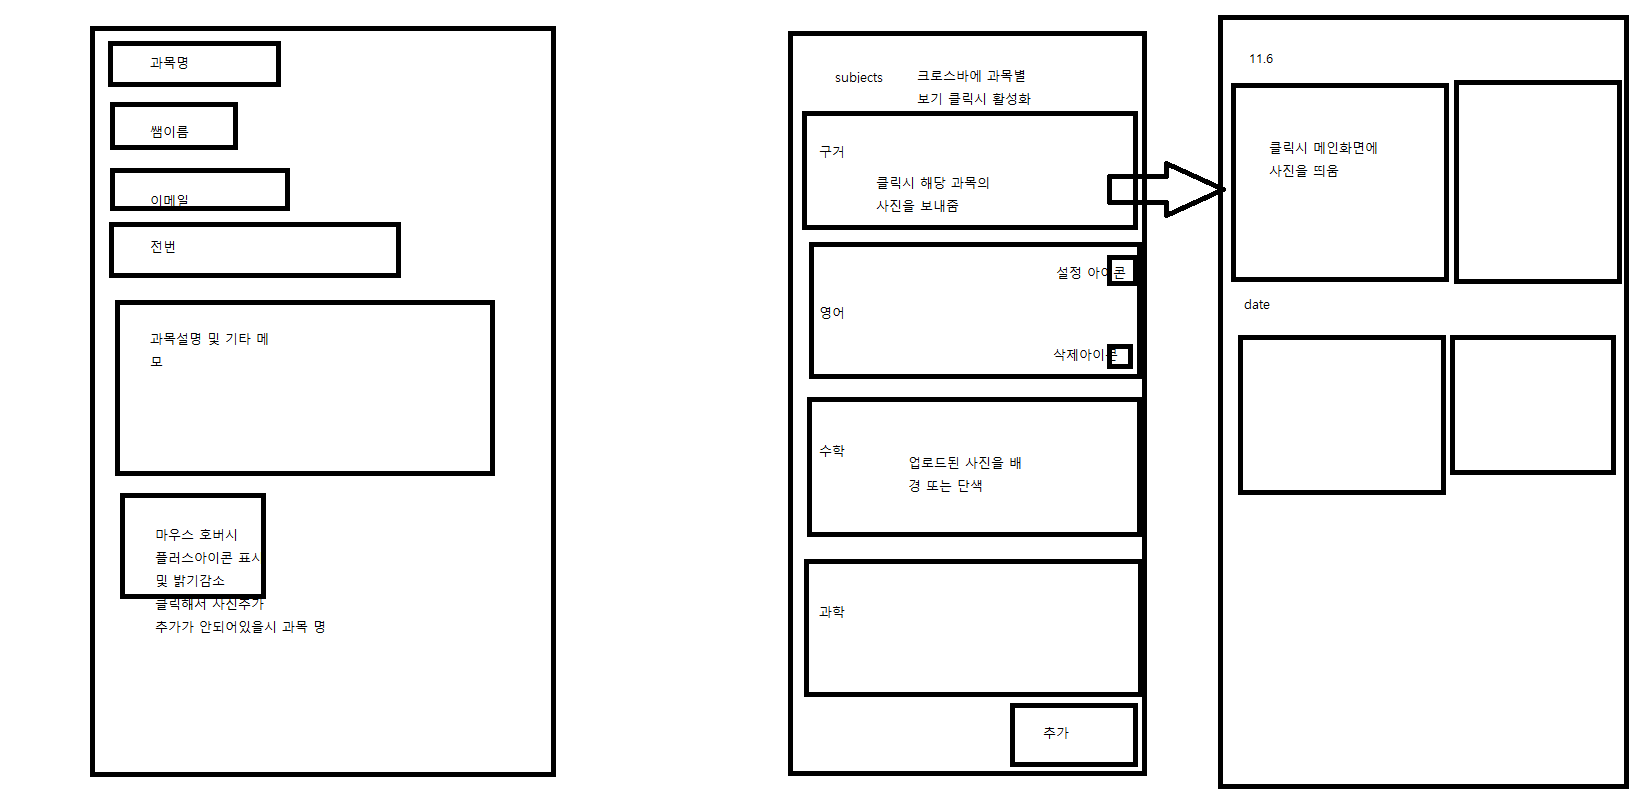 과목명
쌤이름
이메일
전번
과목설명 및 기타 메
모
마우스 호버시
플러스아이콘 표시
및 밝기감소
클릭해서 사진추가
추가가 안되어있을시 과목 명
subjects
크로스바에 과목별
보기 클릭시 활성화
구거
클릭시 해당 과목의
사진을 보내줌
설정 아이콘
영어
삭제아이콘
수학
업로드된 사진을 배
경 또는 단색
과학
추가
11.6
클릭시 메인화면에
사진을 띄움
date